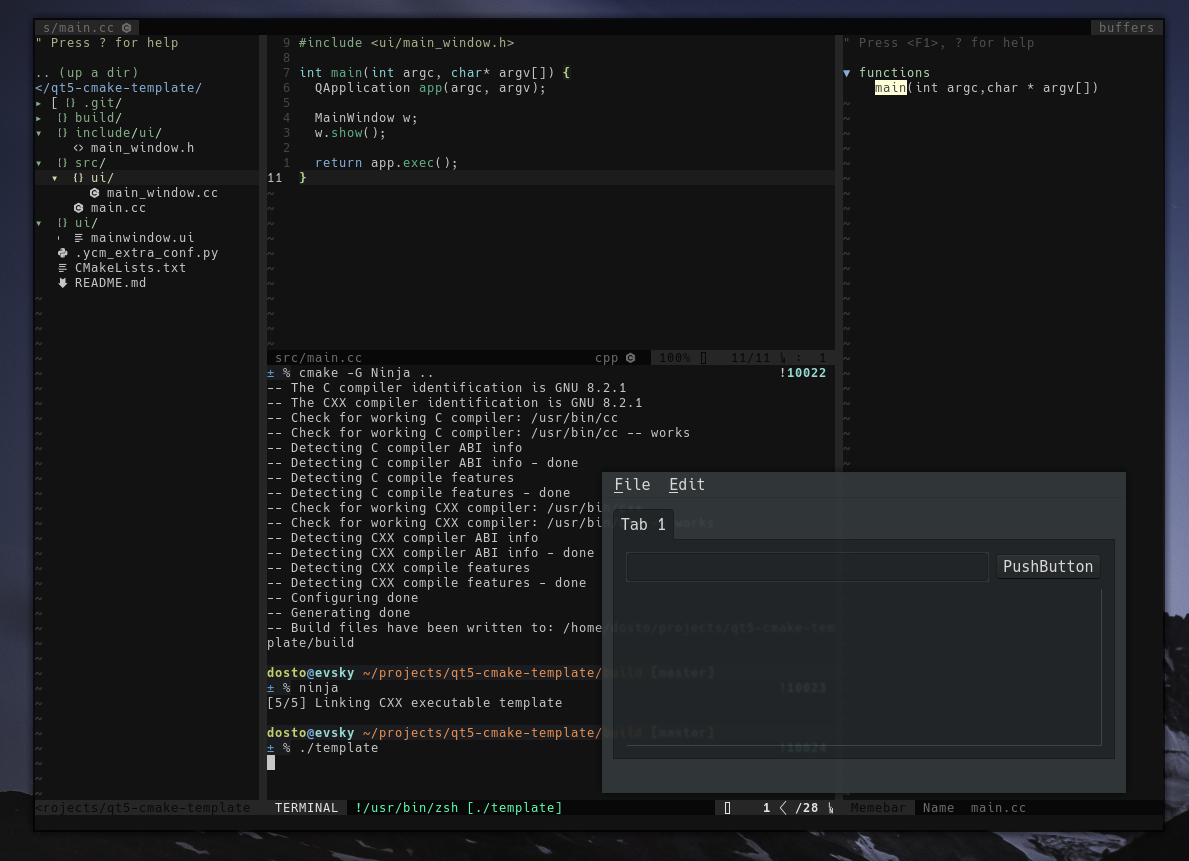 s/main.cc
buffers
" Press ? for help
.. (up a dir)
</qt5-cmake-template/
▸ [ {} .git/
▸ {} build/
▾ {} include/ui/
<> main_window.h
▾ {} src/
▾ {} ui/
main_window.cc
main.cc
▾ {} ui/
mainwindow.ui
.ycm_extra_conf.py
CMakeLists.txt
README.md
<rojects/qt5-cmake-template
9 #include <ui/main_window.h>
8
7 int main(int argc, char* argv[]) {
6 QApplication app(argc, argv);
5
4 MainWindow w;
3 w.show();
2
1 return app.exec();
11 }
src/main.cc cpp 100% 11/11 : 1
± % cmake -G Ninja .. !10022
-- The C compiler identification is GNU 8.2.1
-- The CXX compiler identification is GNU 8.2.1
-- Check for working C compiler: /usr/bin/cc
-- Check for working C compiler: /usr/bin/cc -- works
-- Detecting C compiler ABI info
-- Detecting C compiler ABI info - done
-- Detecting C compile features
-- Detecting C compile features - done
-- Check for working CXX compiler: /usr/bin/c++
-- Check for working CXX compiler: /usr/bin/c++ -- works
-- Detecting CXX compiler ABI info
-- Detecting CXX compiler ABI info - done
-- Detecting CXX compile features
-- Detecting CXX compile features - done
-- Configuring done
-- Generating done
-- Build files have been written to: /home/dosto/projects/qt5-cmake-tem
plate/build
dosto@evsky ~/projects/qt5-cmake-template/build [master]
± % ninja !10023
[5/5] Linking CXX executable template
dosto@evsky ~/projects/qt5-cmake-template/build [master]
± % ./template !10024
TERMINAL !/usr/bin/zsh [./template] 1 < /28
" Press <F1>, ? for help
▼ functions
main(int argc,char * argv[])
Memebar Name main.cc
File Edit
Tab 1
PushButton